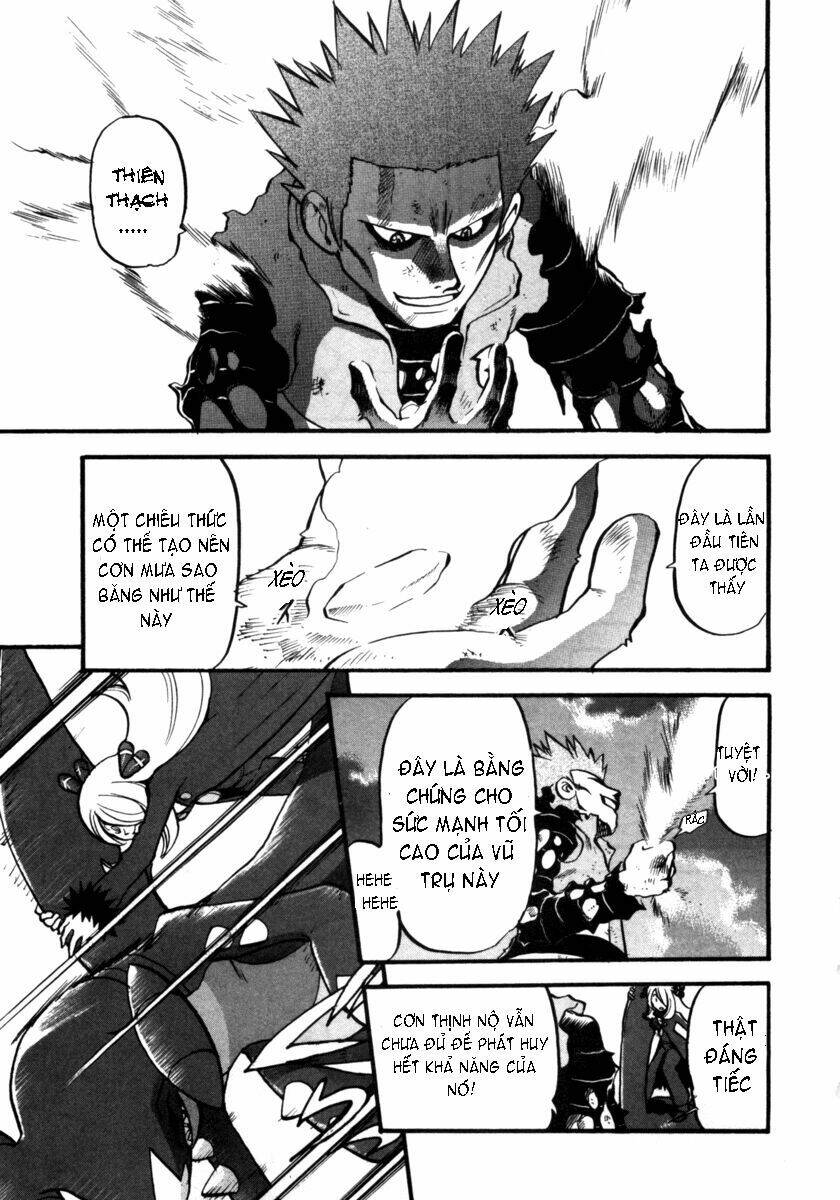 THIÊN
THẠCH
.....
ĐÂY LÀ LẦN
ĐẦU TIÊN
TA ĐƯỢC
THẤY
XÈO
XÈO
MỘT CHIÊU THỨC
CÓ THỂ TẠO NÊN
CƠN MƯA SAO
BĂNG NHƯ THẾ
NÀY
TUYỆT
VỜI!
RẮC
ĐÂY LÀ BẰNG
CHỨNG CHO
SỨC MẠNH TỐI
CAO CỦA VŨ
TRỤ NÀY
HEHE
HEHE
THẬT
ĐÁNG
TIẾC
CƠN THỊNH NỘ VẪN
CHƯA ĐỦ ĐỂ PHÁT HUY
HẾT KHẢ NĂNG CỦA
NÓ!